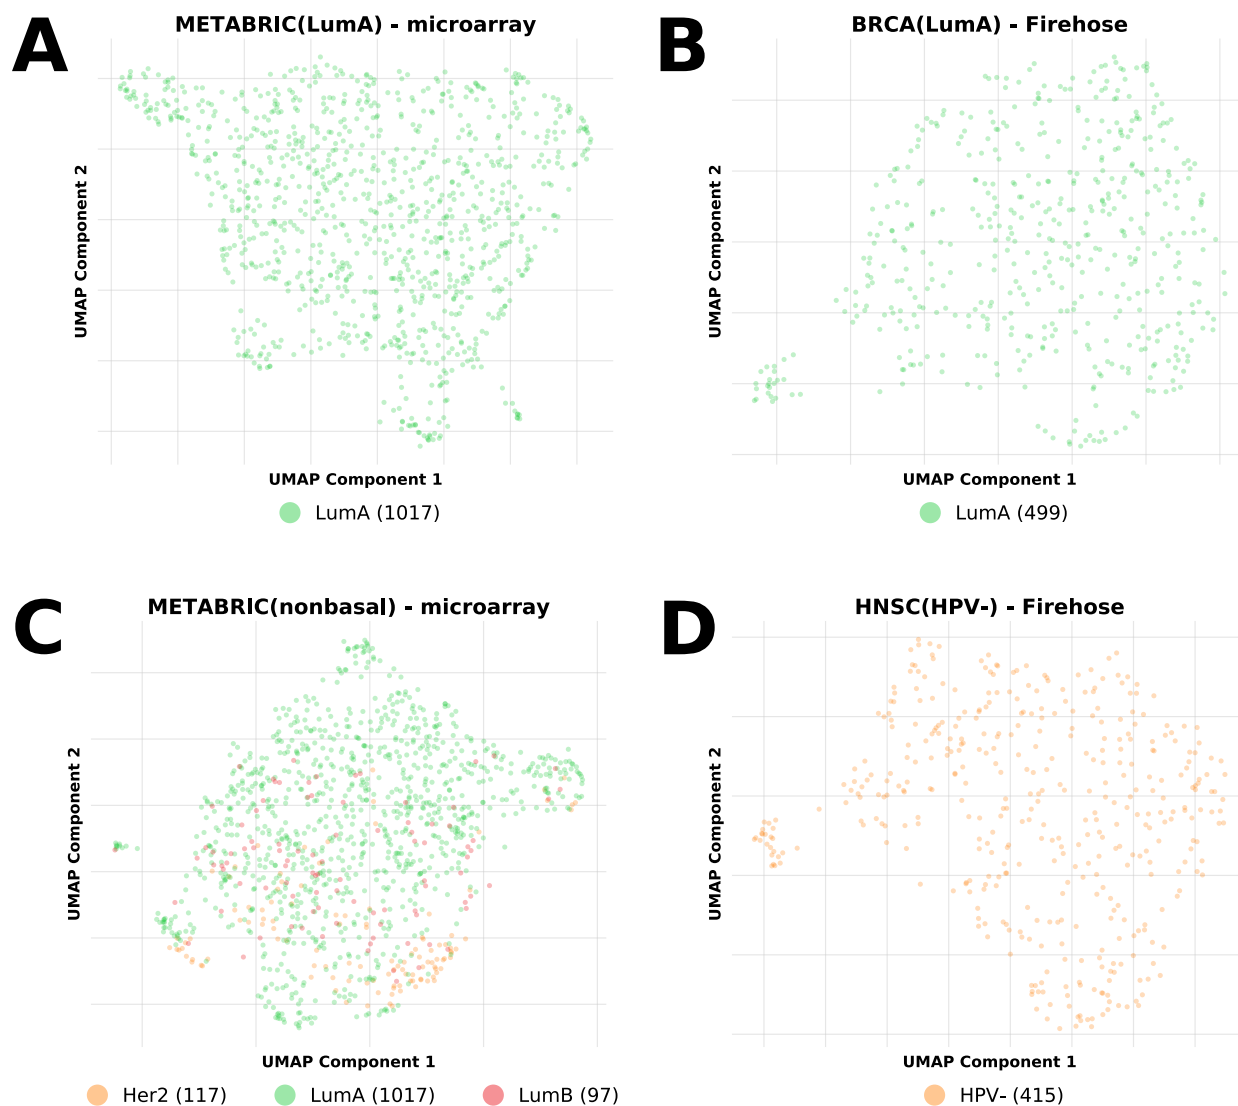 A
METABRIC(LumA) - microarray
UMAP Component 2
UMAP Component 1
LumA (1017)
B
BRCA(LumA) - Firehose
UMAP Component 2
UMAP Component 1
LumA (499)
C
METABRIC(nonbasal) - microarray
UMAP Component 2
UMAP Component 1
Her2 (117) LumA (1017) LumB (97)
D
HNSC(HPV-) - Firehose
UMAP Component 2
UMAP Component 1
HPV- (415)